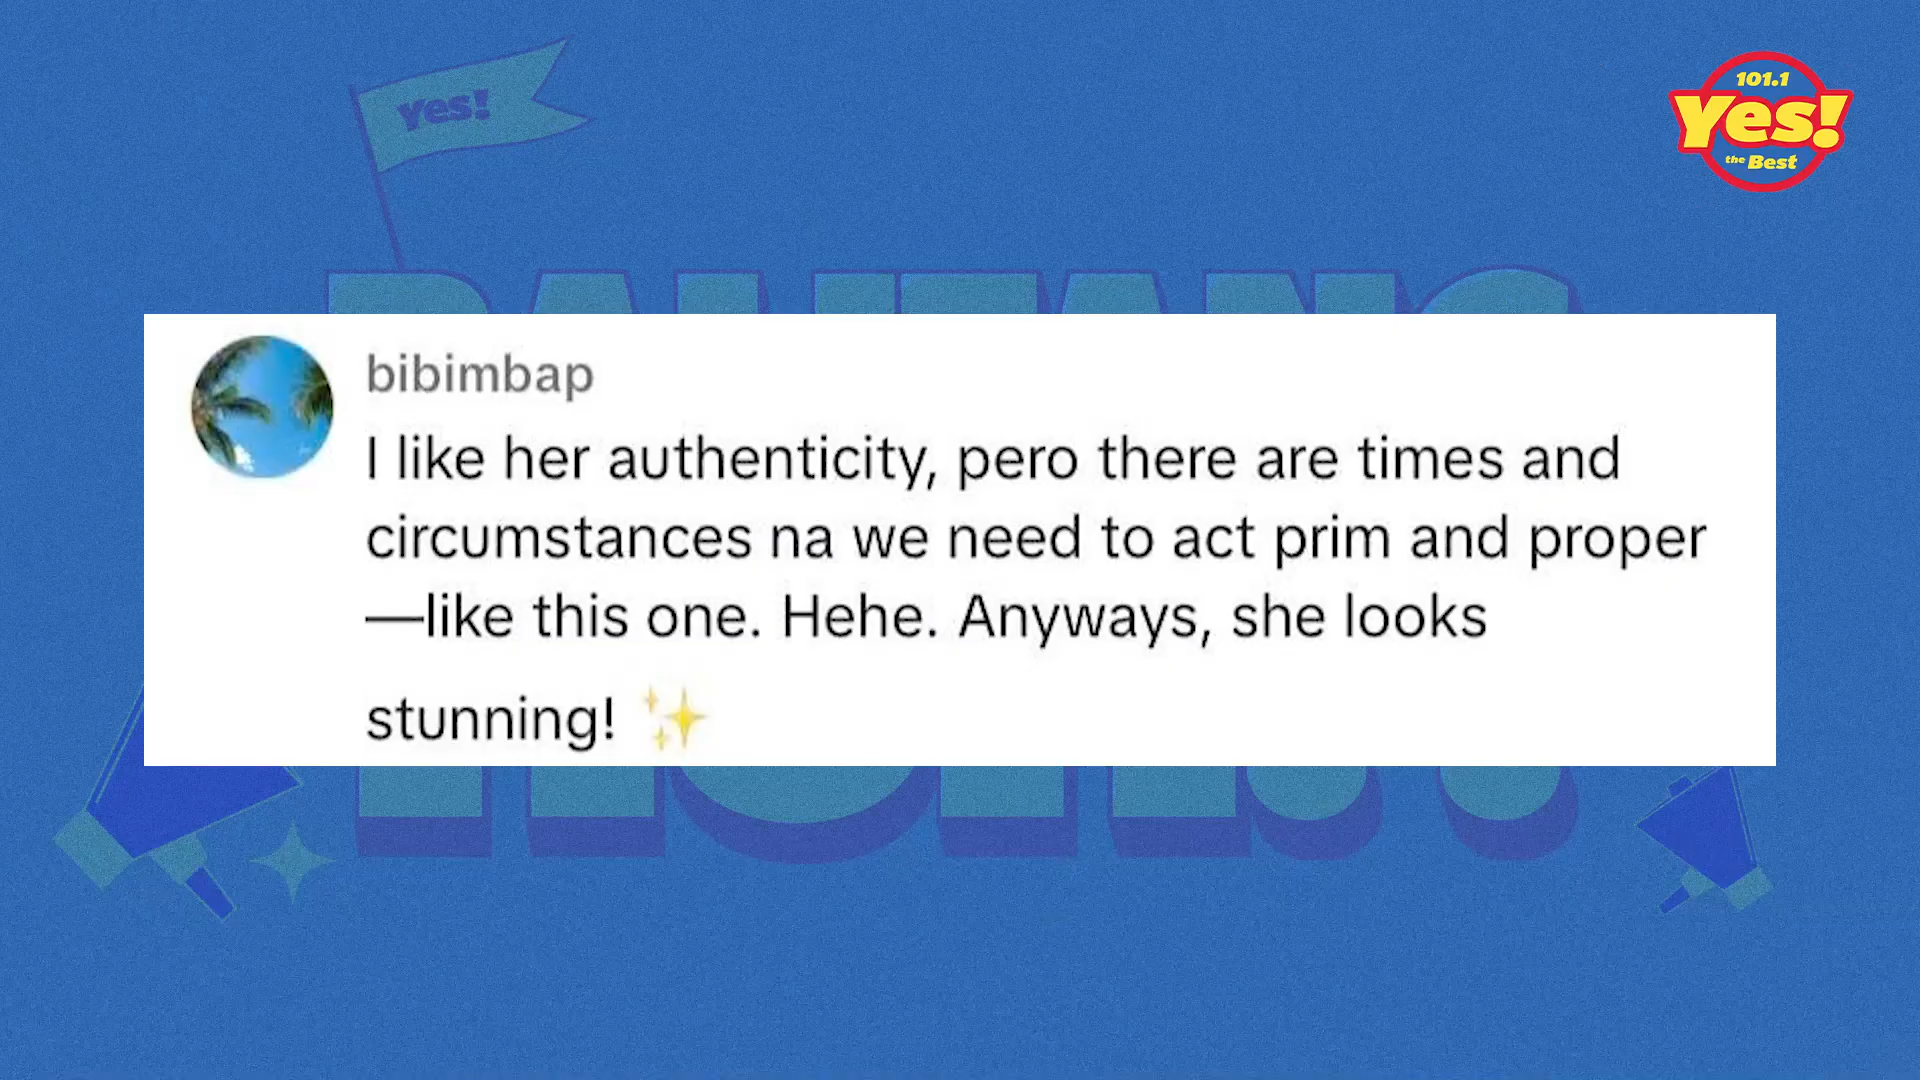 Yes!
101.1
Yes!
the Best
bibimbap
I like her authenticity, pero there are times and
circumstances na we need to act prim and proper
—like this one. Hehe. Anyways, she looks
stunning! ✨